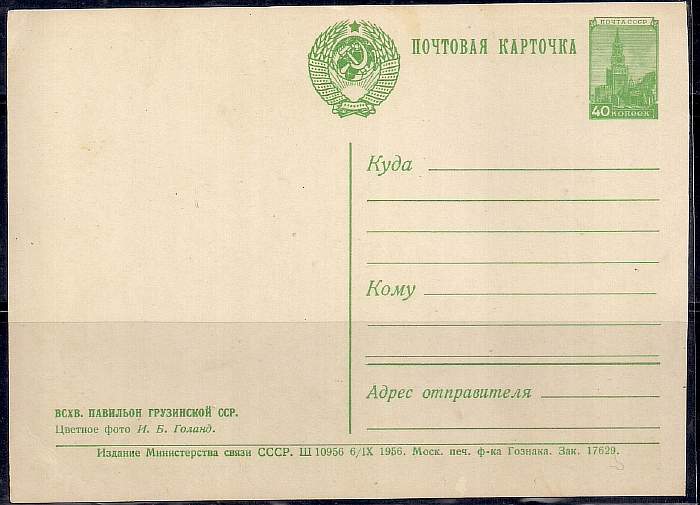 ПОЧТОВАЯ КАРТОЧКА
ПОЧТА СССР
40 КОПЕЕК
Куда
Кому
Адрес отправителя
ВСХВ. ПАВИЛЬОН ГРУЗИНСКОЙ ССР.
Цветное фото И. Б. Голанд.
Издание Министерства связи СССР. Ш 10956 6/IX 1956. Моск. печ. ф-ка Гознака. Зак. 17629.